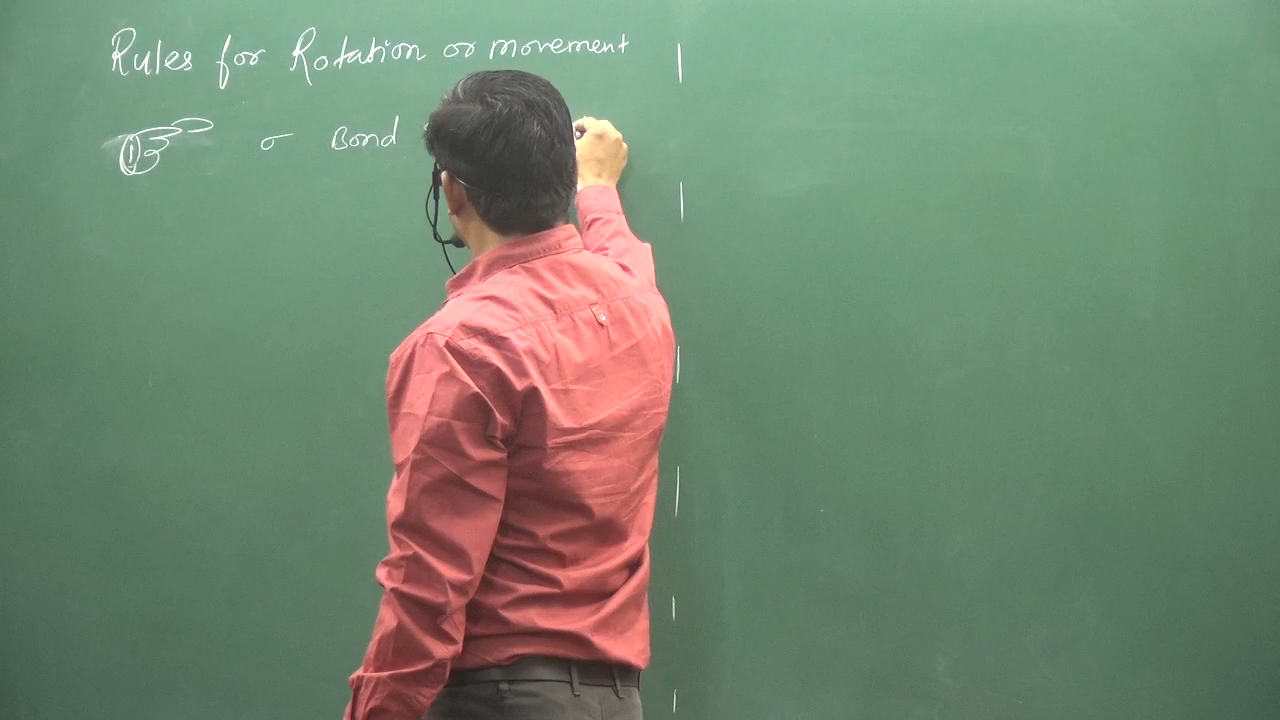 Rules for Rotation or movement
① σ Bond